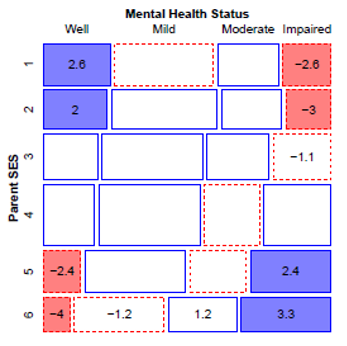 Mental Health Status
Well Mild Moderate Impaired
Parent SES
1 2.6 −2.6
2 2 −3
3 −1.1
4
5 −2.4 2.4
6 −4 −1.2 1.2 3.3